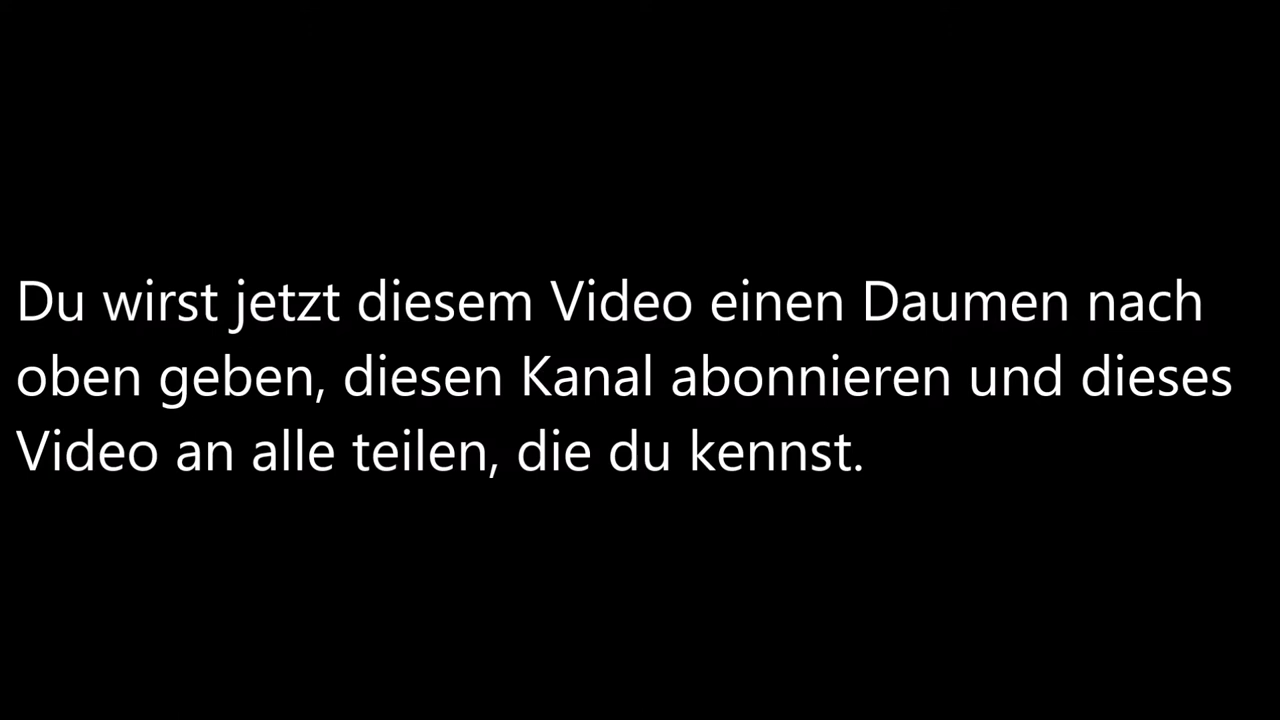 Du wirst jetzt diesem Video einen Daumen nach
oben geben, diesen Kanal abonnieren und dieses
Video an alle teilen, die du kennst.